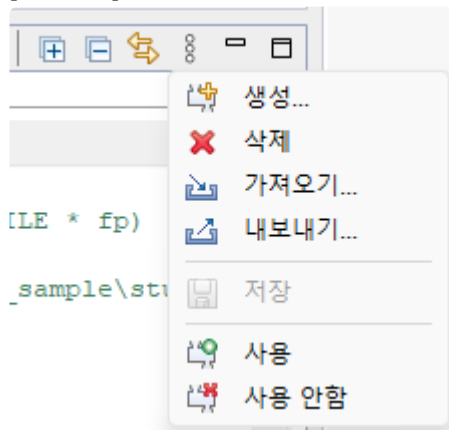 생성...
삭제
가져오기...
ILE * fp)
내보내기...
_sample\stu
저장
사용
사용 안함